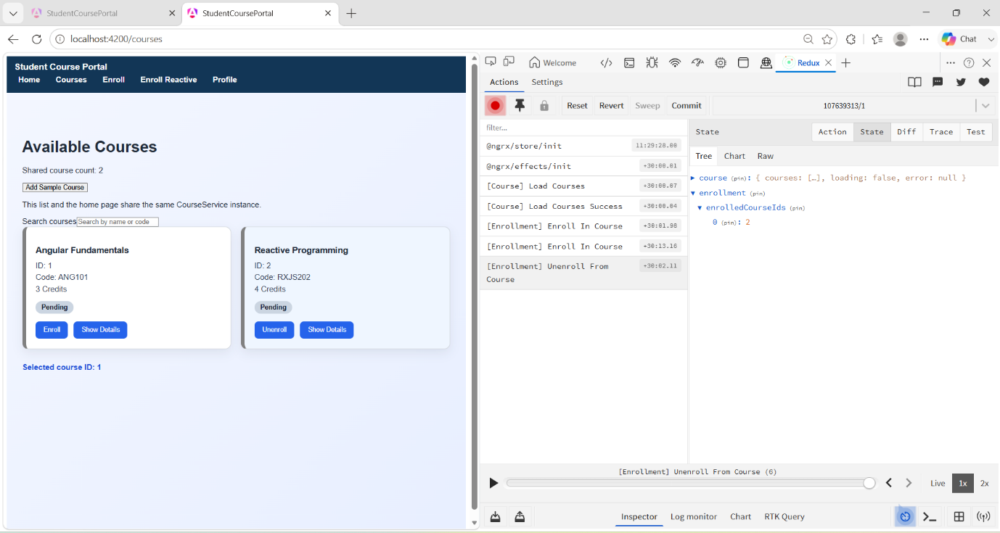 StudentCoursePortal
StudentCoursePortal
localhost:4200/courses
Chat
Student Course Portal
Home Courses Enroll Enroll Reactive Profile
Available Courses
Shared course count: 2
Add Sample Course
This list and the home page share the same CourseService instance.
Search courses Search by name or code
Angular Fundamentals
ID: 1
Code: ANG101
3 Credits
Pending
Enroll Show Details
Reactive Programming
ID: 2
Code: RXJS202
4 Credits
Pending
Unenroll Show Details
Selected course ID: 1
Welcome Redux
Actions Settings
Reset Revert Sweep Commit 107639313/1
filter...
@ngrx/store/init 11:29:28.00
@ngrx/effects/init +30:00.01
[Course] Load Courses +30:00.07
[Course] Load Courses Success +30:00.04
[Enrollment] Enroll In Course +30:01.98
[Enrollment] Enroll In Course +30:13.16
[Enrollment] Unenroll From +30:02.11
Course
State Action State Diff Trace Test
Tree Chart Raw
course (pin): { courses: […], loading: false, error: null }
enrollment (pin)
enrolledCourseIds (pin)
0 (pin): 2
[Enrollment] Unenroll From Course (6)
Live 1x 2x
Inspector Log monitor Chart RTK Query